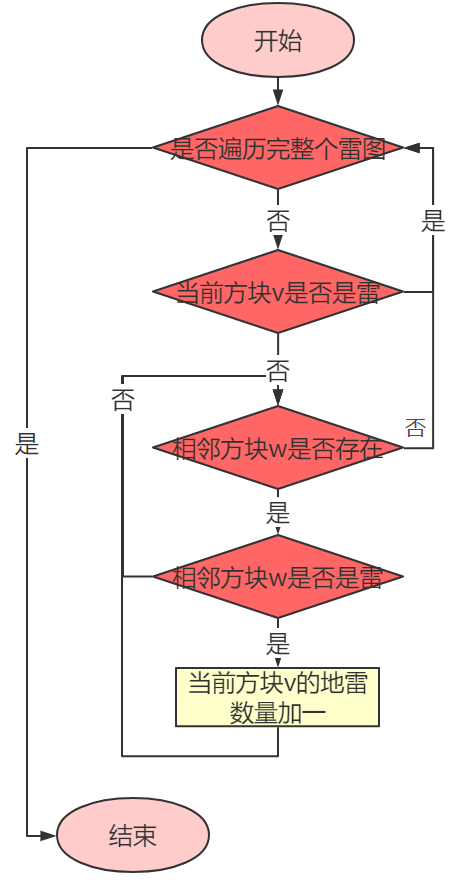 开始
是否遍历完整个雷图
否
是
当前方块v是否是雷
否
否
否
相邻方块w是否存在
是
是
相邻方块w是否是雷
是
当前方块v的地雷
数量加一
结束